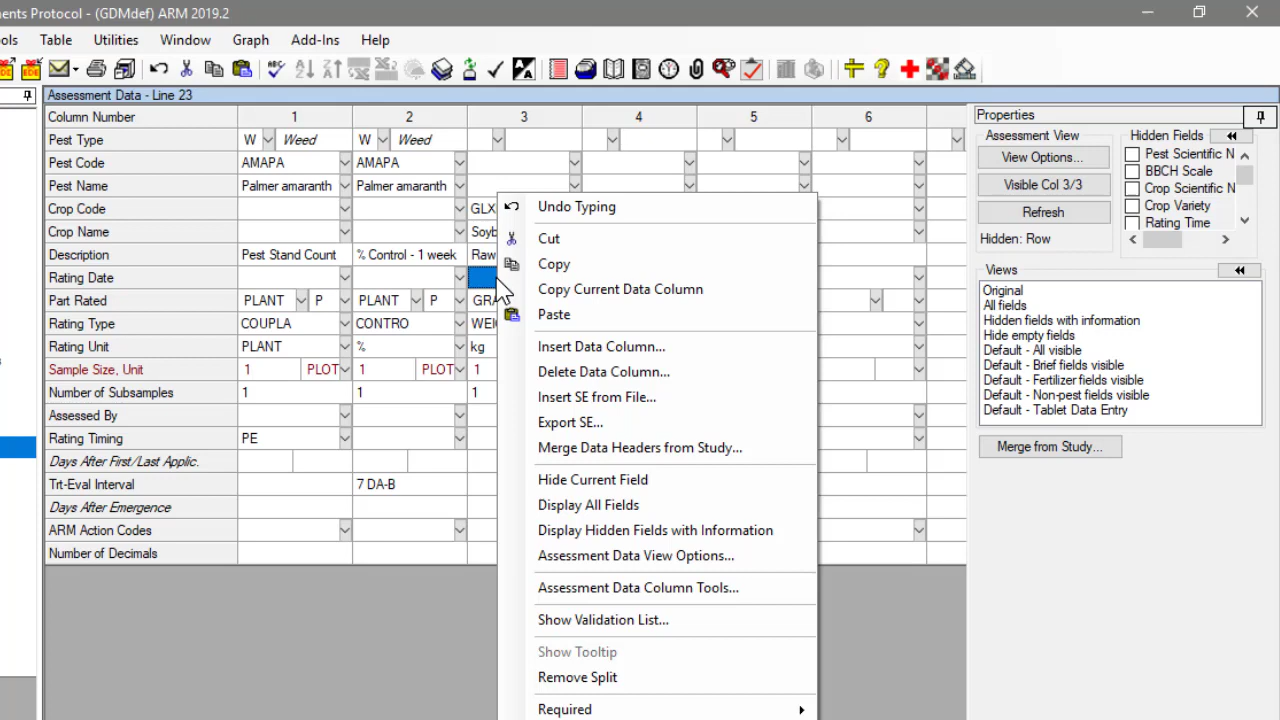 ents Protocol - (GDMdef) ARM 2019.2
ols Table Utilities Window Graph Add-Ins Help
Assessment Data - Line 23
Column Number 1 2 3 4 5 6
Pest Type W Weed W Weed
Pest Code AMAPA AMAPA
Pest Name Palmer amaranth Palmer amaranth
Crop Code GLX
Crop Name Soyb
Description Pest Stand Count % Control - 1 week Raw
Rating Date
Part Rated PLANT P PLANT P GRA
Rating Type COUPLA CONTRO WEI
Rating Unit PLANT % kg
Sample Size, Unit 1 PLOT 1 PLOT 1
Number of Subsamples 1 1 1
Assessed By
Rating Timing PE
Days After First/Last Applic.
Trt-Eval Interval 7 DA-B
Days After Emergence
ARM Action Codes
Number of Decimals
Undo Typing
Cut
Copy
Copy Current Data Column
Paste
Insert Data Column...
Delete Data Column...
Insert SE from File...
Export SE...
Merge Data Headers from Study...
Hide Current Field
Display All Fields
Display Hidden Fields with Information
Assessment Data View Options...
Assessment Data Column Tools...
Show Validation List...
Show Tooltip
Remove Split
Required
Properties
Assessment View
View Options...
Visible Col 3/3
Refresh
Hidden: Row
Hidden Fields
Pest Scientific N
BBCH Scale
Crop Scientific N
Crop Variety
Rating Time
Views
Original
All fields
Hidden fields with information
Hide empty fields
Default - All visible
Default - Brief fields visible
Default - Fertilizer fields visible
Default - Non-pest fields visible
Default - Tablet Data Entry
Merge from Study...